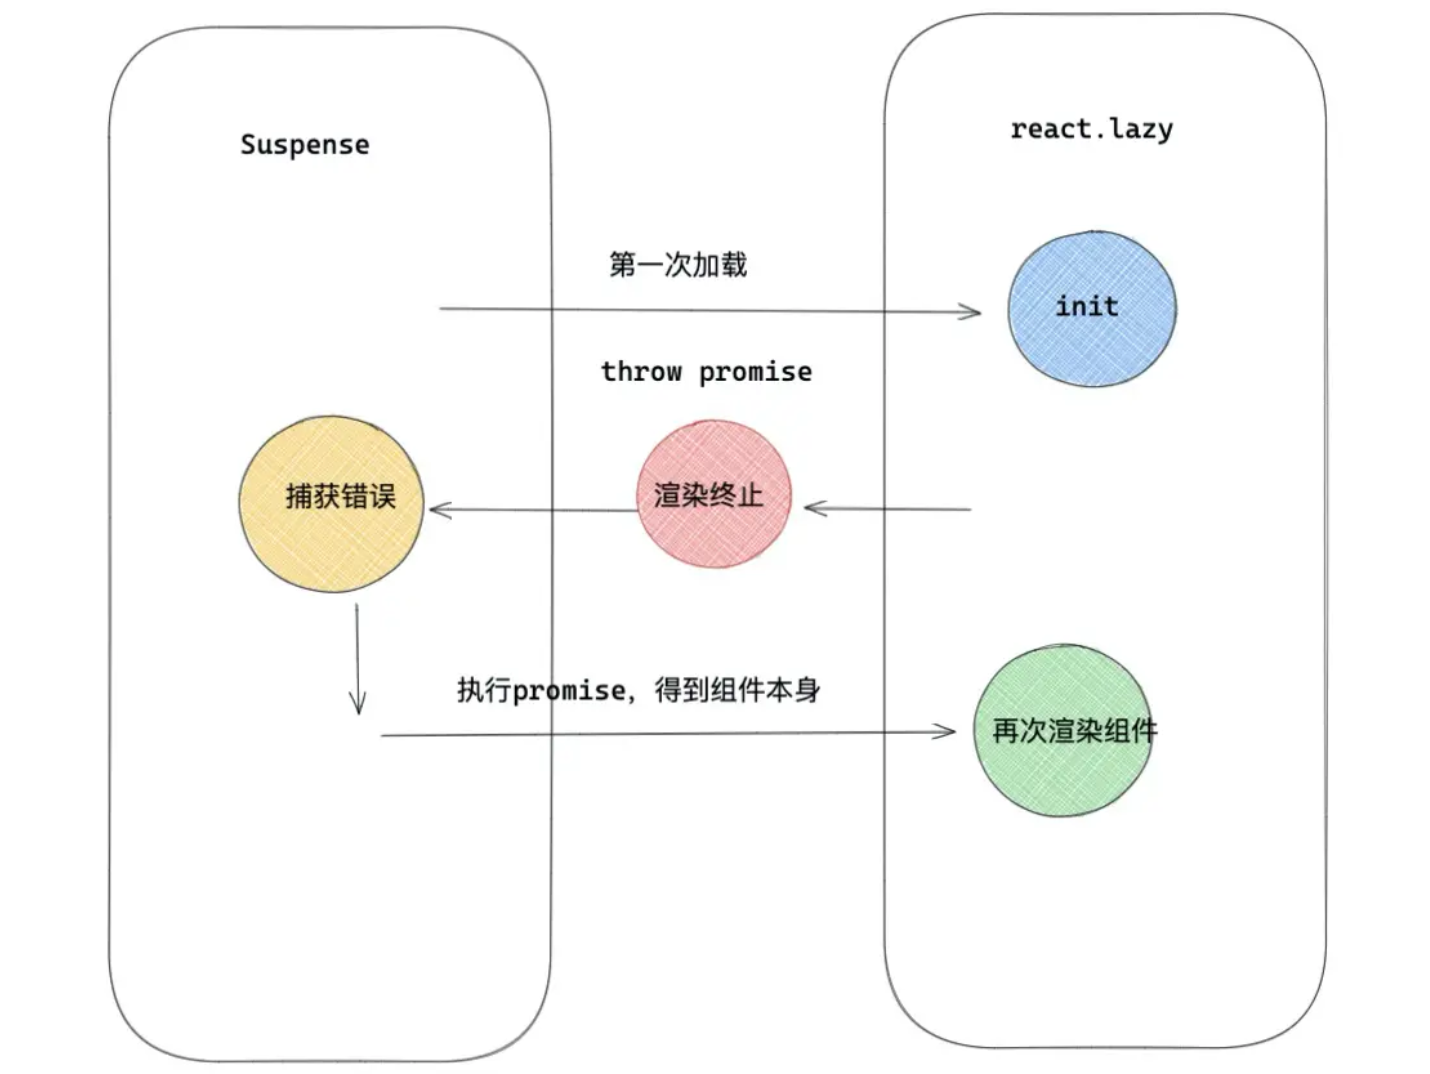 Suspense
react.lazy
第一次加载
init
throw promise
捕获错误
渲染终止
执行promise，得到组件本身
再次渲染组件